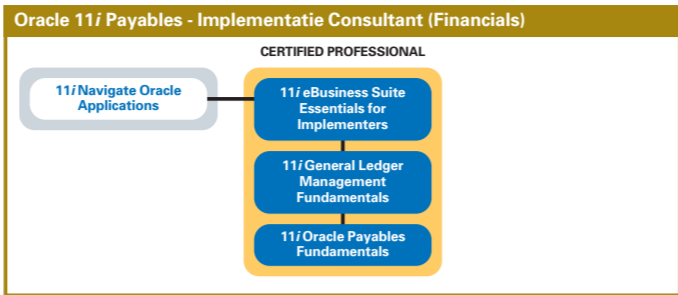 Oracle 11i Payables - Implementatie Consultant (Financials)
CERTIFIED PROFESSIONAL
11i Navigate Oracle
Applications
11i eBusiness Suite
Essentials for
Implementers
11i General Ledger
Management
Fundamentals
11i Oracle Payables
Fundamentals